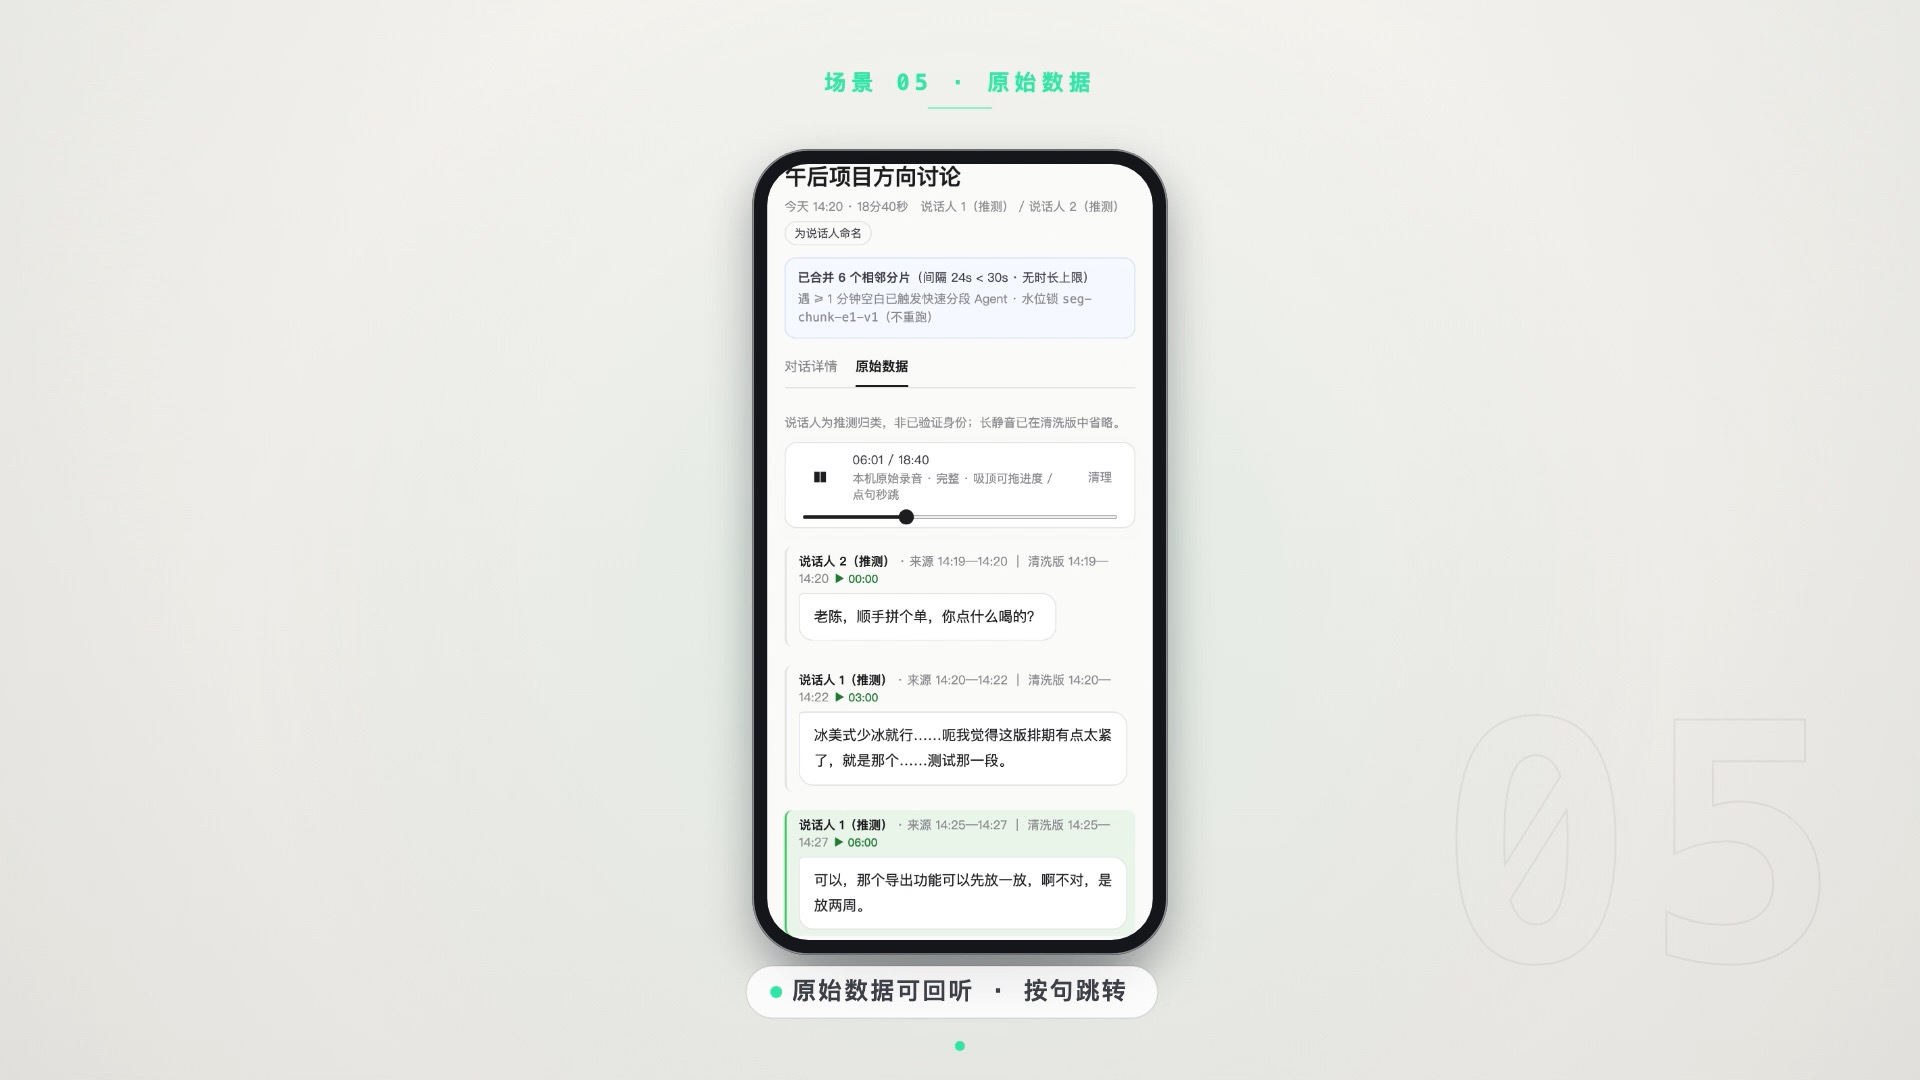 场景 05 · 原始数据
午后项目方向讨论
今天 14:20 · 18分40秒 说话人 1（推测） / 说话人 2（推测）
为说话人命名
已合并 6 个相邻分片（间隔 24s < 30s · 无时长上限）
遇 ≥ 1 分钟空白已触发快速分段 Agent · 水位锁 seg-
chunk-e1-v1（不重跑）
对话详情 原始数据
说话人为推测归类，非已验证身份；长静音已在清洗版中省略。
06:01 / 18:40
本机原始录音 · 完整 · 吸顶可拖进度 /
点句秒跳
清理
说话人 2（推测） · 来源 14:19—14:20 | 清洗版 14:19—
14:20 ▶ 00:00
老陈，顺手拼个单，你点什么喝的？
说话人 1（推测） · 来源 14:20—14:22 | 清洗版 14:20—
14:22 ▶ 03:00
冰美式少冰就行……呃我觉得这版排期有点太紧
了，就是那个……测试那一段。
说话人 1（推测） · 来源 14:25—14:27 | 清洗版 14:25—
14:27 ▶ 06:00
可以，那个导出功能可以先放一放，啊不对，是
放两周。
原始数据可回听 · 按句跳转
05